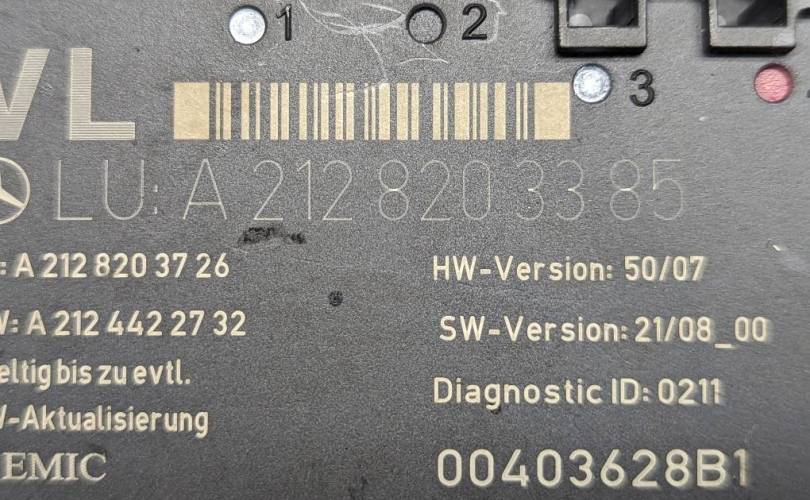 1 2
3
VL
LU: A 212 820 33 85
: A 212 820 37 26
HW-Version: 50/07
: A 212 442 27 32
SW-Version: 21/08_00
eltig bis zu evtl.
-Aktualisierung
Diagnostic ID: 0211
EMIC
00403628B1